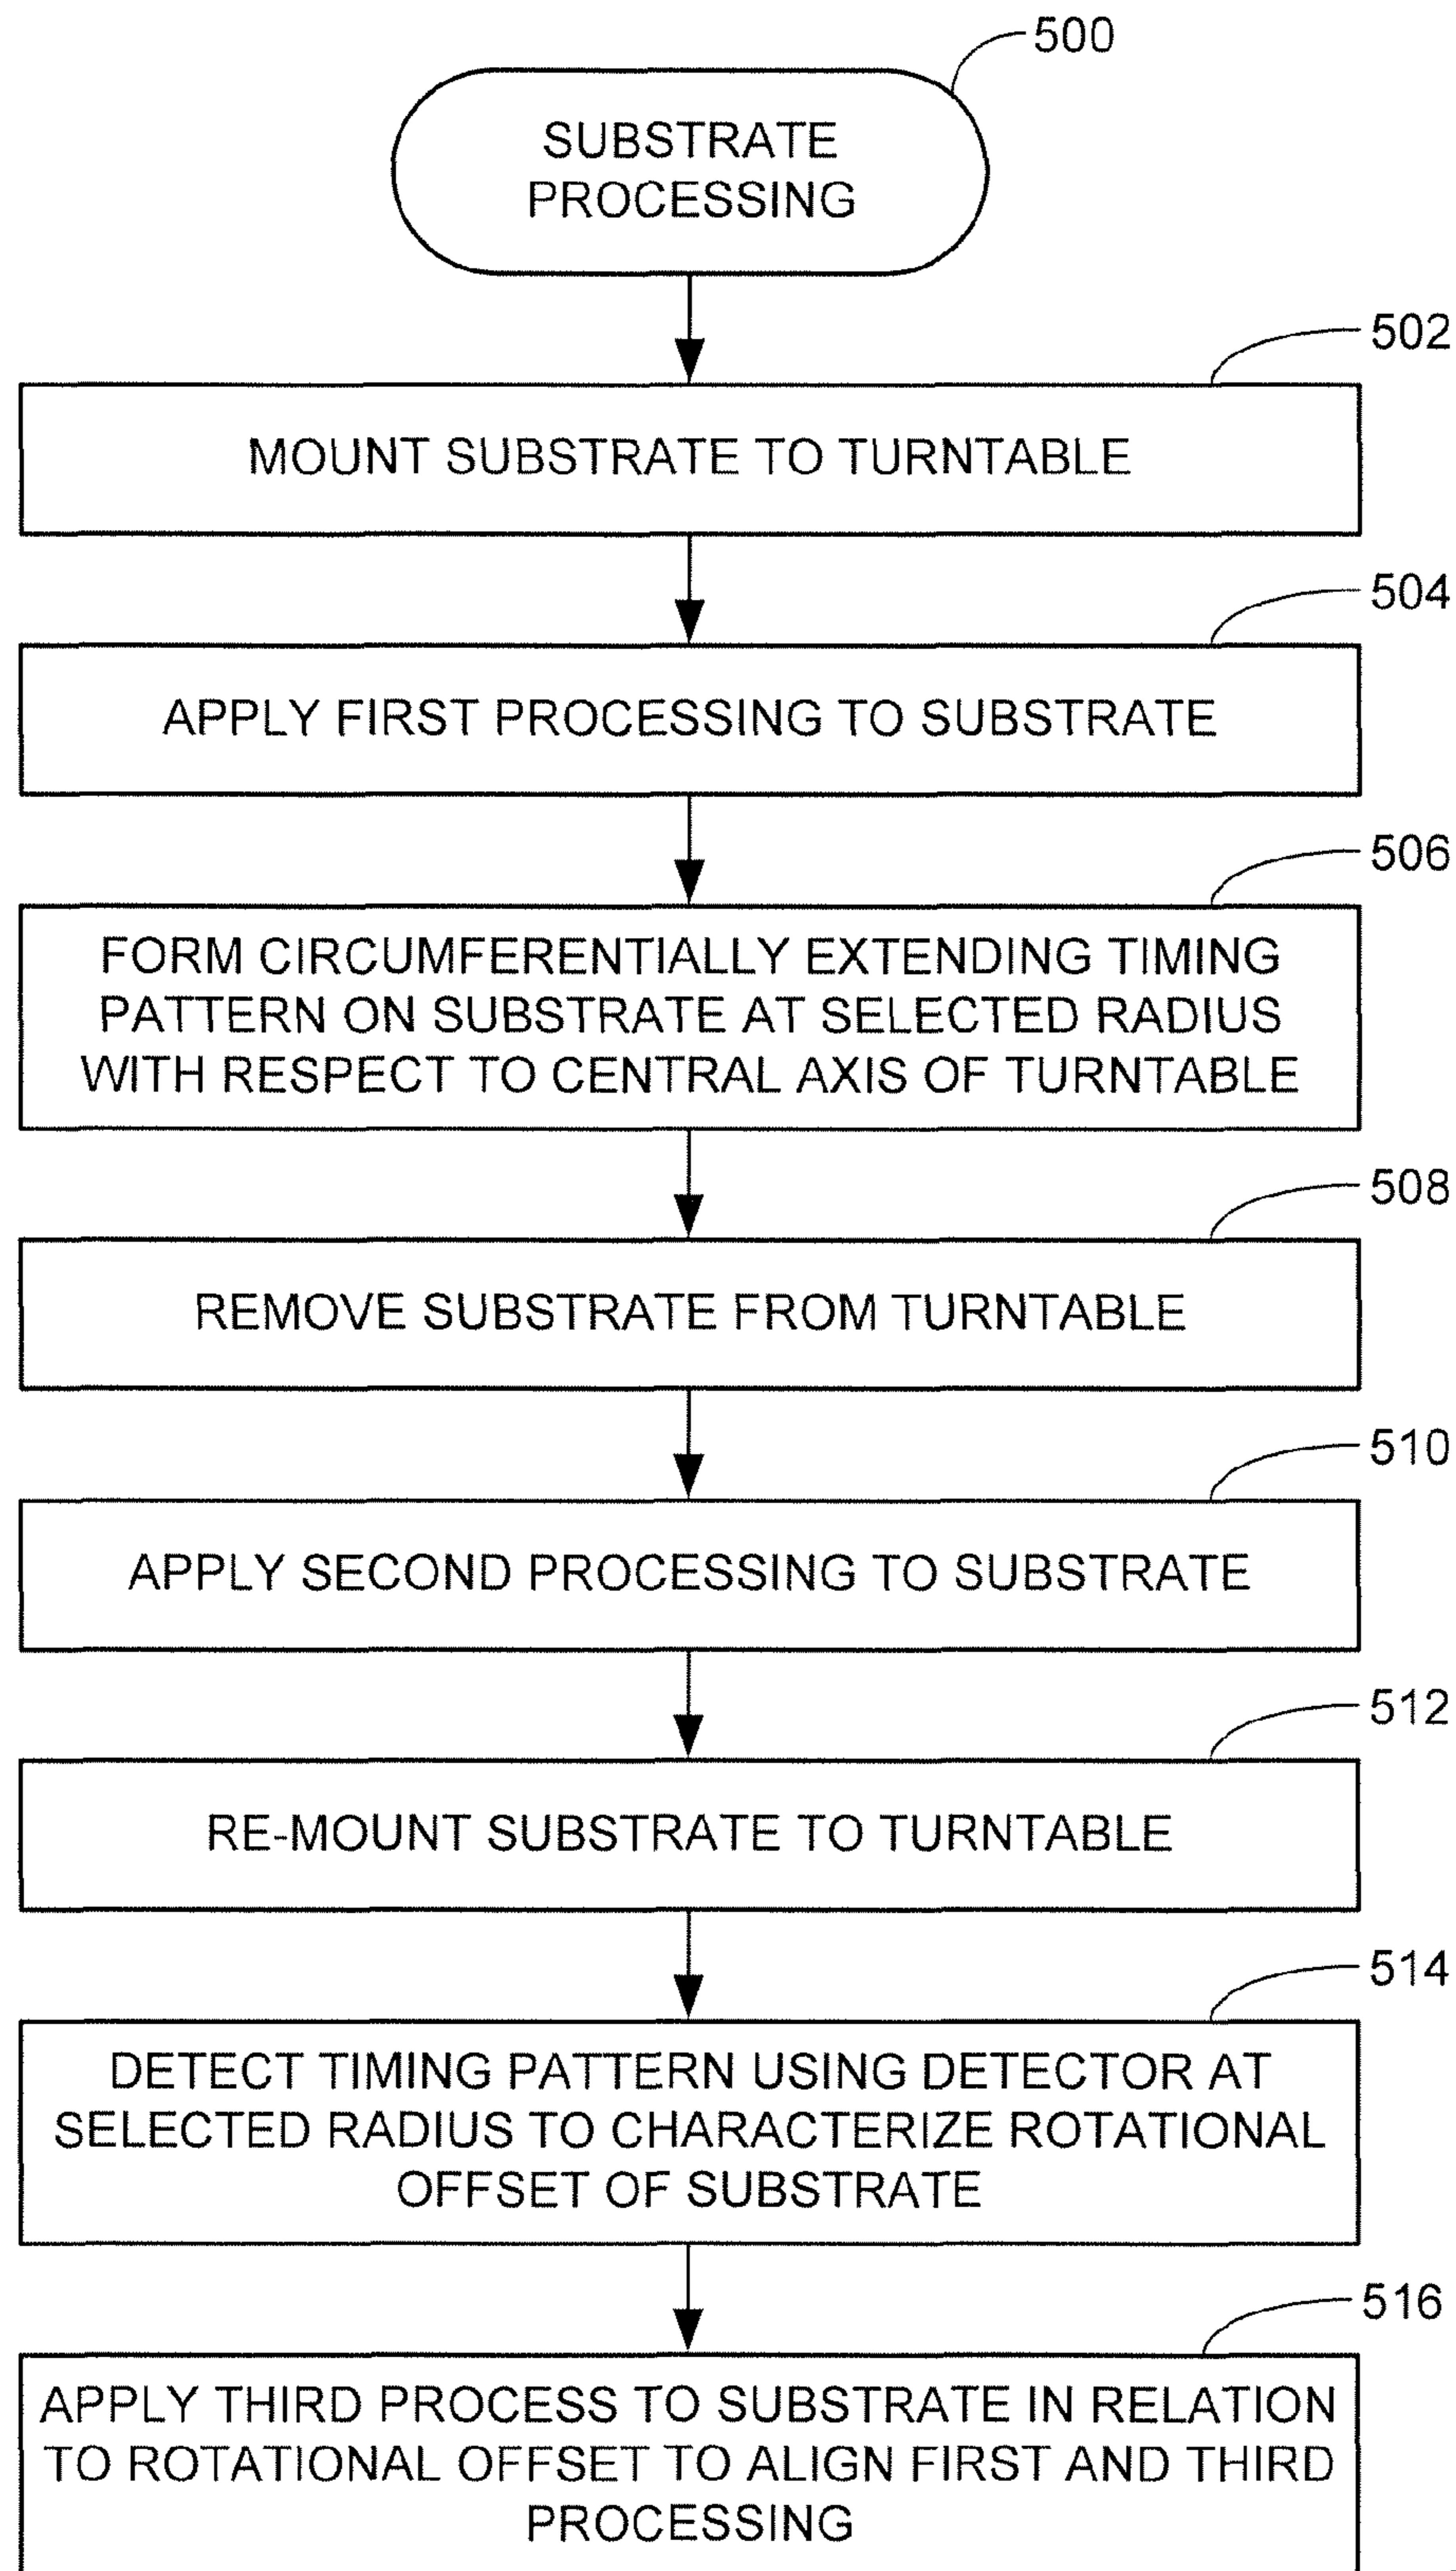 500
SUBSTRATE
PROCESSING
502
MOUNT SUBSTRATE TO TURNTABLE
504
APPLY FIRST PROCESSING TO SUBSTRATE
506
FORM CIRCUMFERENTIALLY EXTENDING TIMING
PATTERN ON SUBSTRATE AT SELECTED RADIUS
WITH RESPECT TO CENTRAL AXIS OF TURNTABLE
508
REMOVE SUBSTRATE FROM TURNTABLE
510
APPLY SECOND PROCESSING TO SUBSTRATE
512
RE-MOUNT SUBSTRATE TO TURNTABLE
514
DETECT TIMING PATTERN USING DETECTOR AT
SELECTED RADIUS TO CHARACTERIZE ROTATIONAL
OFFSET OF SUBSTRATE
516
APPLY THIRD PROCESS TO SUBSTRATE IN RELATION
TO ROTATIONAL OFFSET TO ALIGN FIRST AND THIRD
PROCESSING